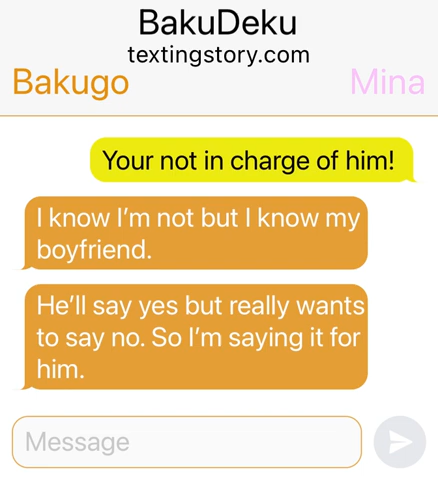 BakuDeku
textingstory.com
Bakugo
Mina
Your not in charge of him!
I know I'm not but I know my
boyfriend.
He'll say yes but really wants
to say no. So I'm saying it for
him.
Message